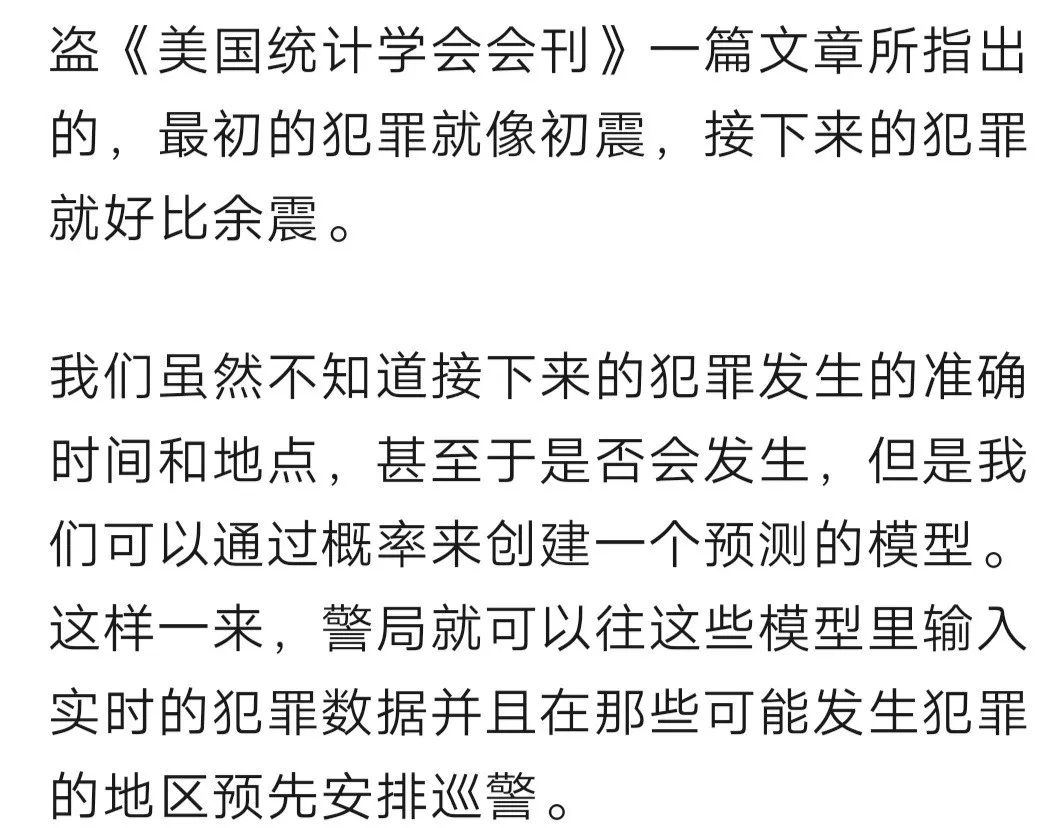 盗《美国统计学会会刊》一篇文章所指出
的，最初的犯罪就像初震，接下来的犯罪
就好比余震。
我们虽然不知道接下来的犯罪发生的准确
时间和地点，甚至于是否会发生，但是我
们可以通过概率来创建一个预测的模型。
这样一来，警局就可以往这些模型里输入
实时的犯罪数据并且在那些可能发生犯罪
的地区预先安排巡警。